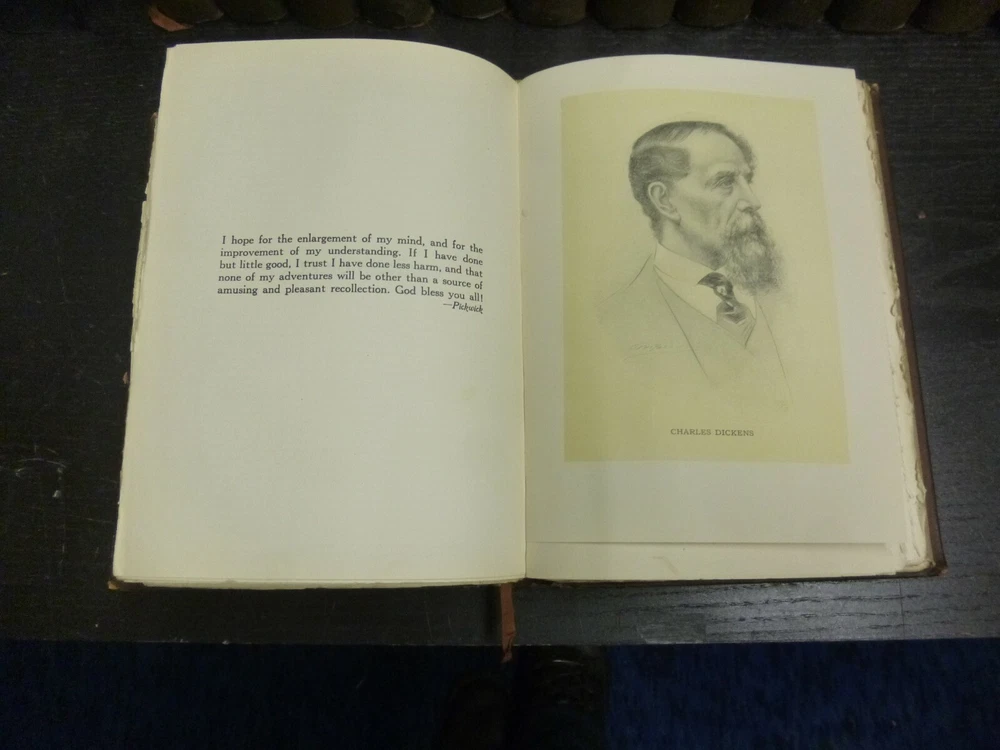 I hope for the enlargement of my mind, and for the
improvement of my understanding. If I have done
but little good, I trust I have done less harm, and that
none of my adventures will be other than a source of
amusing and pleasant recollection. God bless you all!
—Pickwick
CHARLES DICKENS